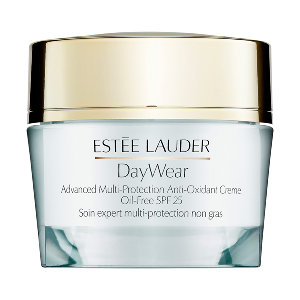 ESTĒE LAUDER
DayWear
Advanced Multi-Protection Anti-Oxidant Creme
Oil-Free SPF 25
Soin expert multi-protection non gras